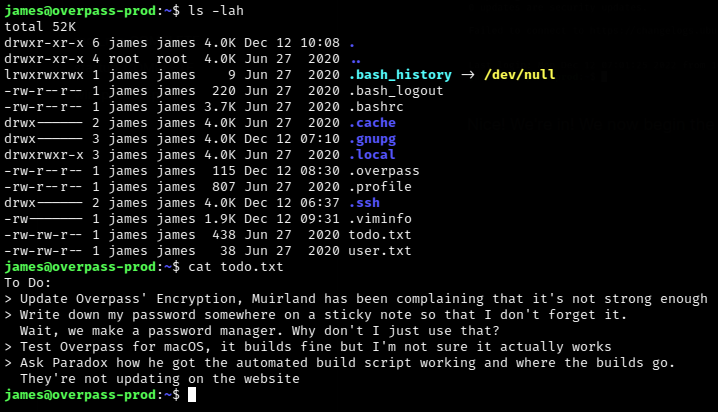 james@overpass-prod:~$ ls -lah
total 52K
drwxr-xr-x 6 james james 4.0K Dec 12 10:08 .
drwxr-xr-x 4 root  root  4.0K Jun 27  2020 ..
lrwxrwxrwx 1 james james    9 Jun 27  2020 .bash_history -> /dev/null
-rw-r--r-- 1 james james  220 Jun 27  2020 .bash_logout
-rw-r--r-- 1 james james 3.7K Jun 27  2020 .bashrc
drwx------ 2 james james 4.0K Jun 27  2020 .cache
drwx------ 3 james james 4.0K Dec 12 07:10 .gnupg
drwxrwxr-x 3 james james 4.0K Jun 27  2020 .local
-rw-r--r-- 1 james james  115 Dec 12 08:30 .overpass
-rw-r--r-- 1 james james  807 Jun 27  2020 .profile
drwx------ 2 james james 4.0K Dec 12 06:37 .ssh
-rw------- 1 james james 1.9K Dec 12 09:31 .viminfo
-rw-rw-r-- 1 james james  438 Jun 27  2020 todo.txt
-rw-rw-r-- 1 james james   38 Jun 27  2020 user.txt
james@overpass-prod:~$ cat todo.txt
To Do:
> Update Overpass' Encryption, Muirland has been complaining that it's not strong enough
> Write down my password somewhere on a sticky note so that I don't forget it.
  Wait, we make a password manager. Why don't I just use that?
> Test Overpass for macOS, it builds fine but I'm not sure it actually works
> Ask Paradox how he got the automated build script working and where the builds go.
  They're not updating on the website
james@overpass-prod:~$